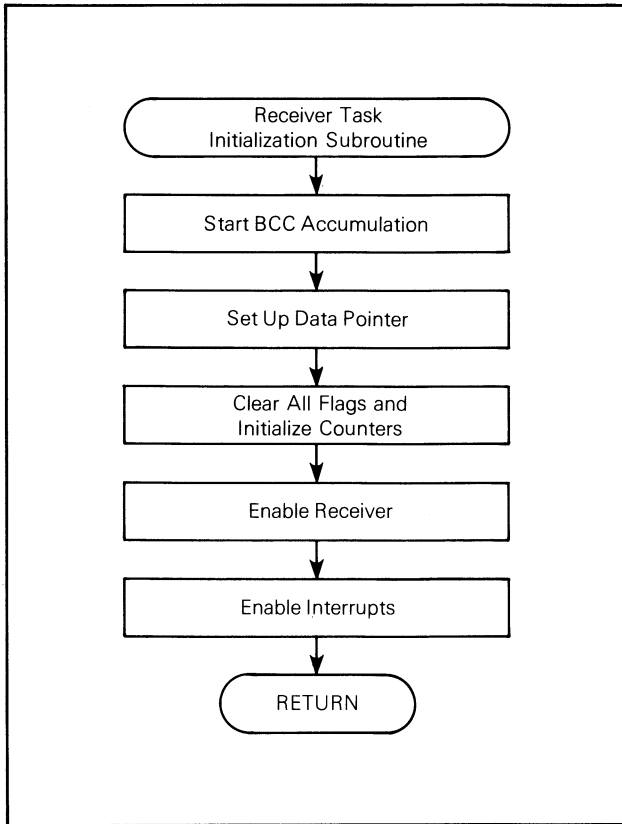 Receiver Task
Initialization Subroutine
Start BCC Accumulation
Set Up Data Pointer
Clear All Flags and
Initialize Counters
Enable Receiver
Enable Interrupts
RETURN